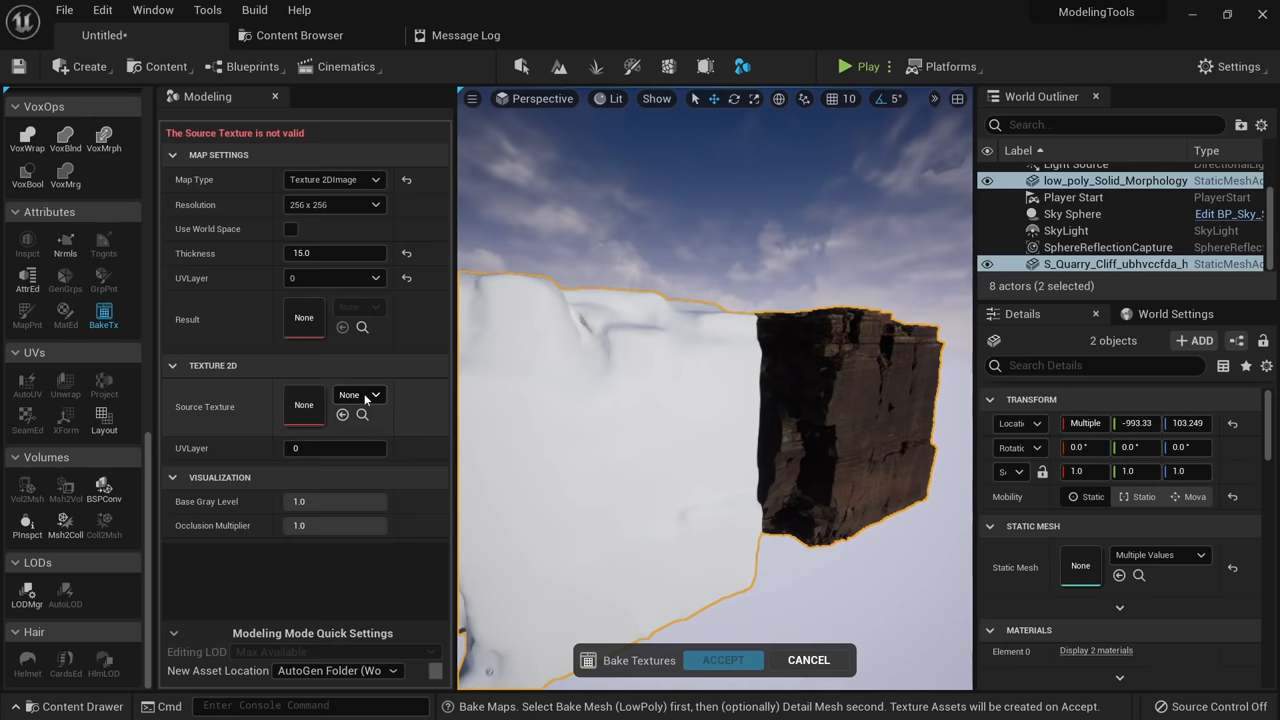 File Edit Window Tools Build Help
ModelingTools
Untitled*
Content Browser
Message Log
Create
Content
Blueprints
Cinematics
Play
Platforms
Settings
VoxOps
VoxWrap VoxBlnd VoxMrph
VoxBool VoxMrg
Attributes
Inspct Nrmls Tngnts
AttrEd GenGrps GrpPnt
MapPnt MatEd BakeTx
UVs
AutoUV Unwrap Project
SeamEd XForm Layout
Volumes
Vol2Msh Msh2Vol BSPConv
PInspct Msh2Coll Coll2Msh
LODs
LODMgr AutoLOD
Hair
Helmet CardsEd HlmLOD
Modeling
The Source Texture is not valid
MAP SETTINGS
Map Type Texture 2DImage
Resolution 256 x 256
Use World Space
Thickness 15.0
UVLayer 0
Result None None
TEXTURE 2D
Source Texture None None
UVLayer 0
VISUALIZATION
Base Gray Level 1.0
Occlusion Multiplier 1.0
Modeling Mode Quick Settings
Editing LOD Max Available
New Asset Location AutoGen Folder (Wo
Perspective Lit Show 10 5°
Bake Textures ACCEPT CANCEL
World Outliner
Search...
Label Type
Light Source DirectionalLig
low_poly_Solid_Morphology StaticMeshAc
Player Start PlayerStart
Sky Sphere Edit BP_Sky_S
SkyLight SkyLight
SphereReflectionCapture SphereReflec
S_Quarry_Cliff_ubhvccfda_h StaticMeshAc
8 actors (2 selected)
Details
World Settings
2 objects
ADD
Search Details
TRANSFORM
Locati Multiple -993.33 103.249
Rotatic 0.0° 0.0° 0.0°
S 1.0 1.0 1.0
Mobility Static Statio Mova
STATIC MESH
Static Mesh None Multiple Values
MATERIALS
Element 0 Display 2 materials
Content Drawer
Cmd
Enter Console Command
Bake Maps. Select Bake Mesh (LowPoly) first, then (optionally) Detail Mesh second. Texture Assets will be created on Accept.
Source Control Off